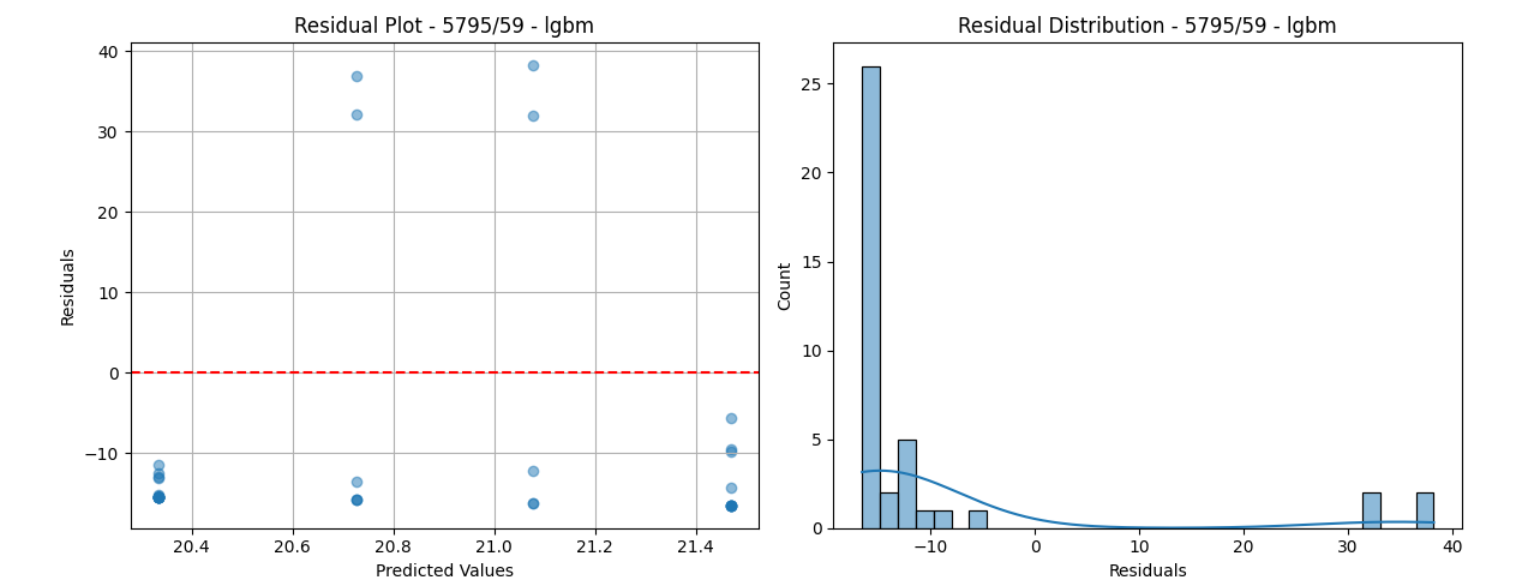 Residual Plot - 5795/59 - lgbm
40
30
20
10
0
−10
Residuals
20.4 20.6 20.8 21.0 21.2 21.4
Predicted Values
Residual Distribution - 5795/59 - lgbm
25
20
15
10
5
0
Count
−10 0 10 20 30 40
Residuals